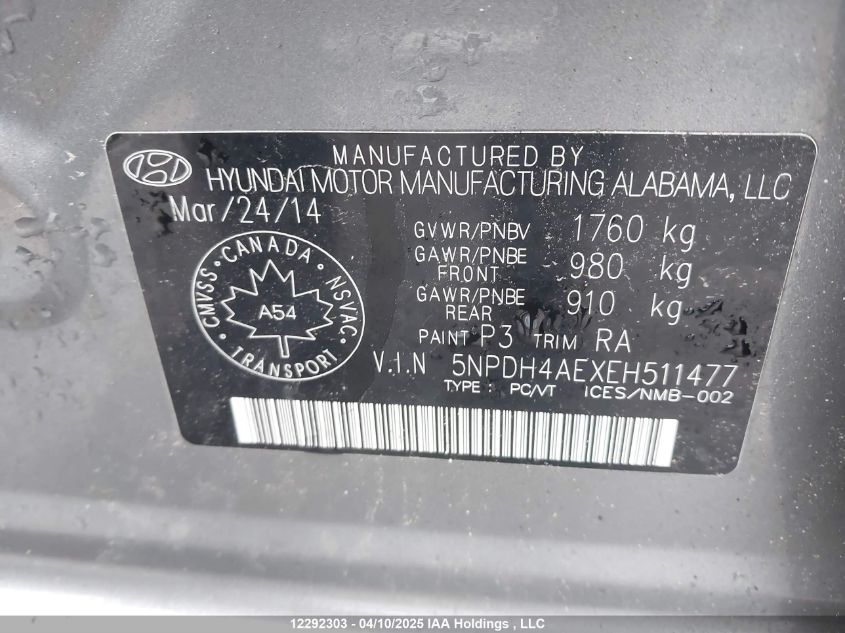 MANUFACTURED BY
HYUNDAI MOTOR MANUFACTURING ALABAMA, LLC
Mar/24/14
GVWR/PNBV 1760 kg
GAWR/PNBE FRONT 980 kg
GAWR/PNBE REAR 910 kg
PAINT P3 TRIM RA
CMVSS • CANADA • NSVAC • TRANSPORT •
A54
V.I.N 5NPDH4AEXEH511477
TYPE: PC/VT ICES/NMB-002
12292303 - 04/10/2025 IAA Holdings , LLC